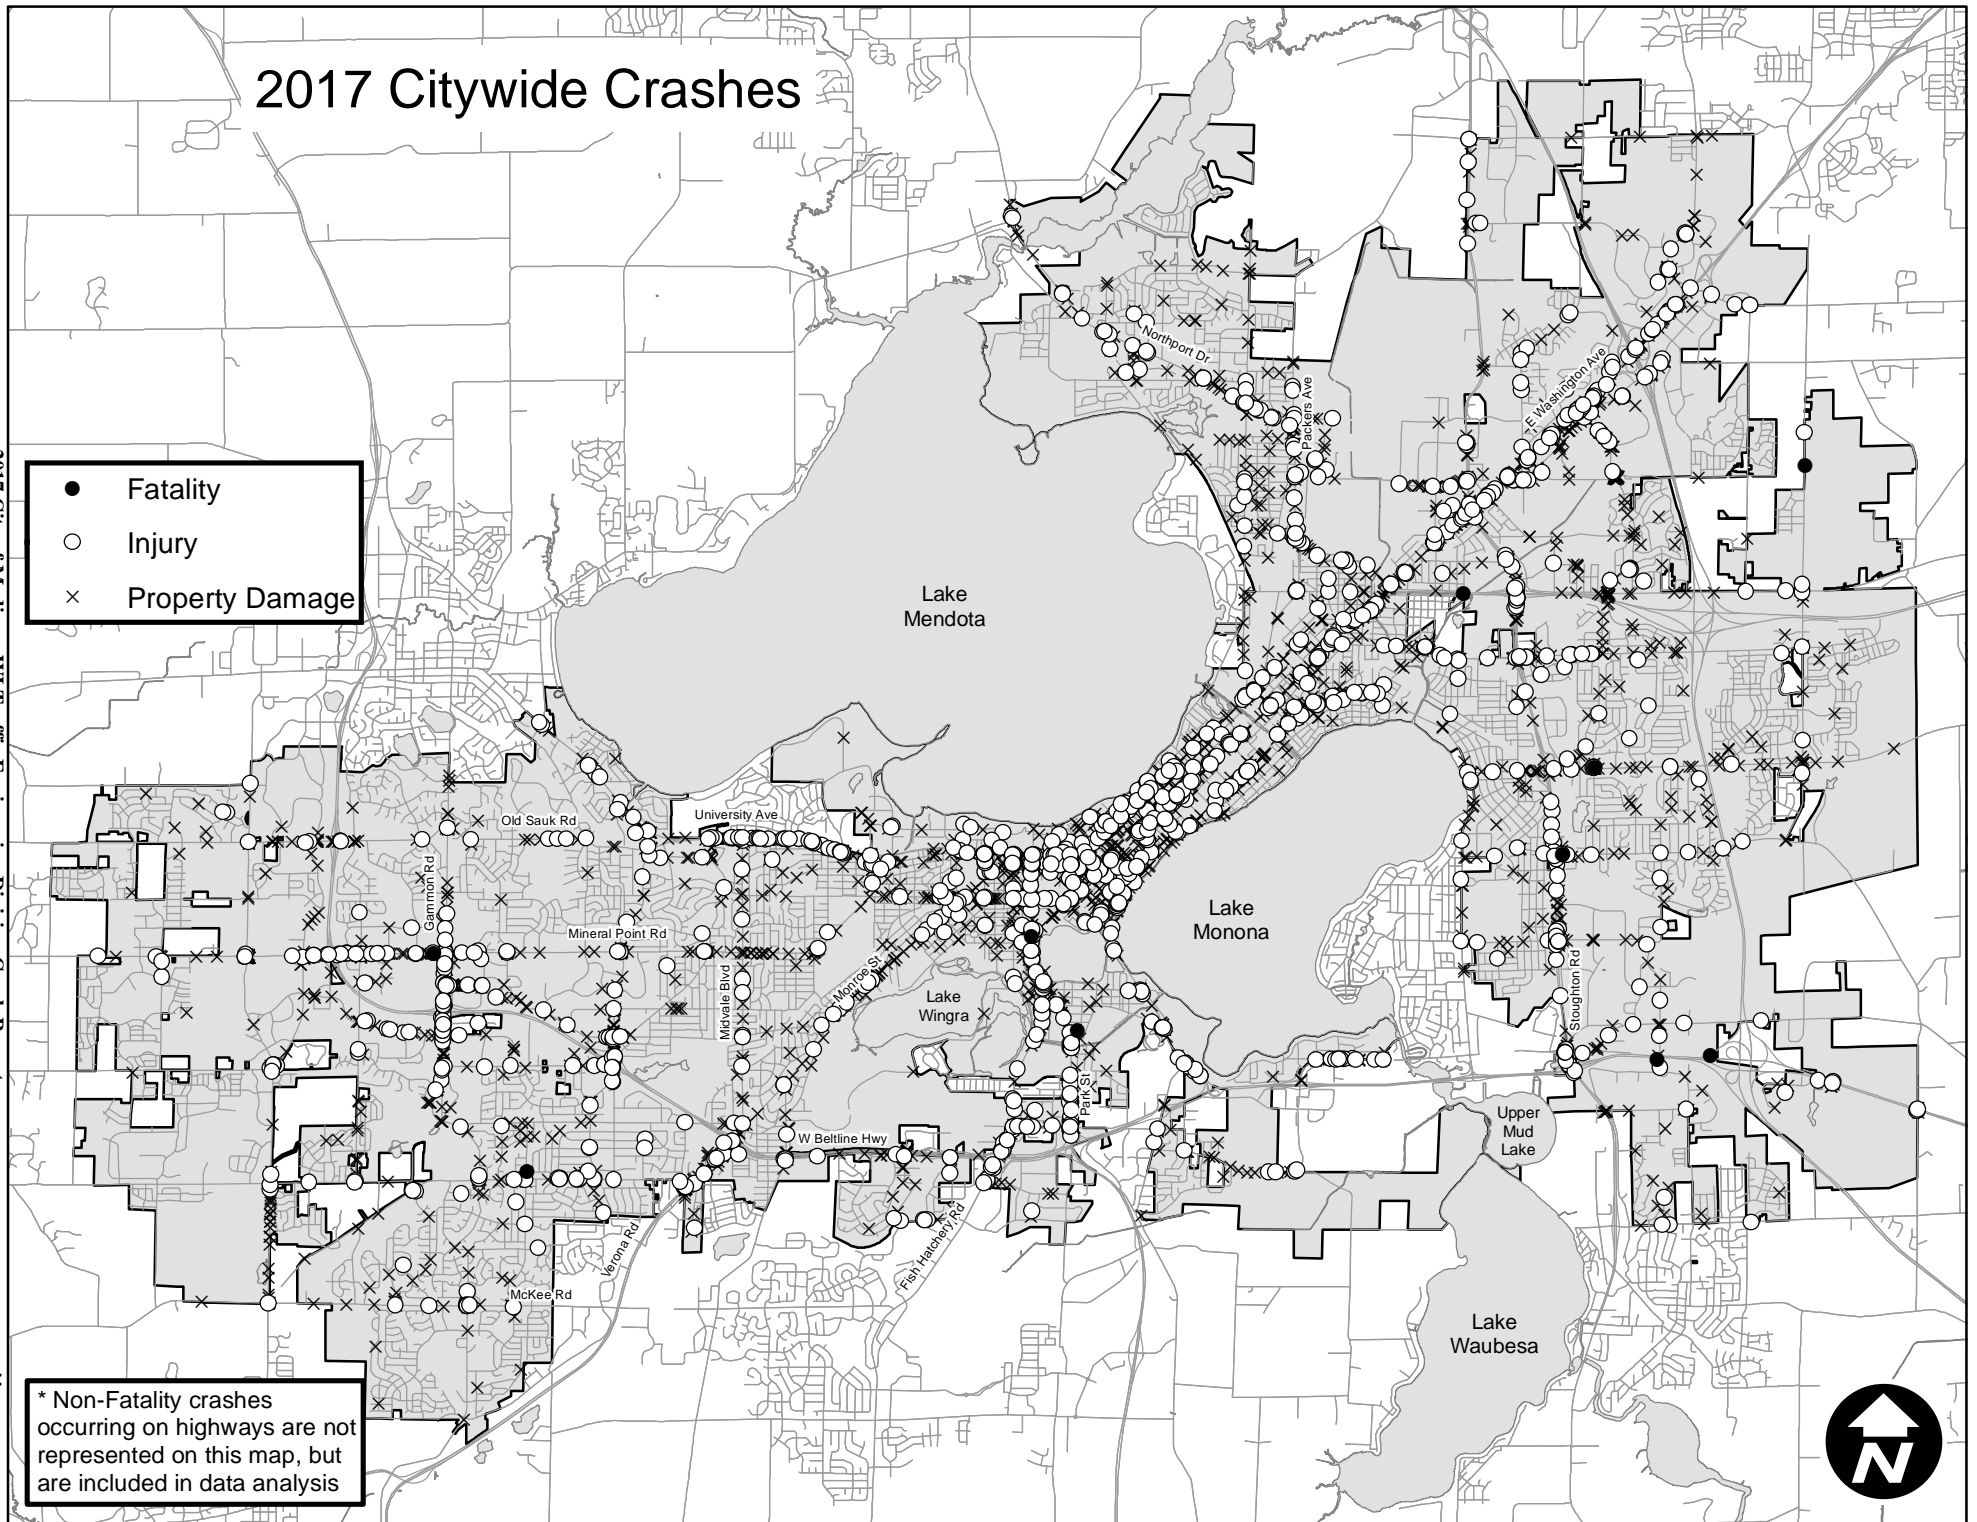 2017 Citywide Crashes
Fatality
Injury
Property Damage
Northport Dr
Packers Ave
E Washington Ave
Lake
Mendota
University Ave
Old Sauk Rd
Gammon Rd
Mineral Point Rd
Midvale Blvd
Monroe St
Lake
Wingra
Lake
Monona
Stoughton Rd
Park St
W Beltline Hwy
Upper
Mud
Lake
Verona Rd
Fish Hatchery Rd
McKee Rd
Lake
Waubesa
* Non-Fatality crashes
occurring on highways are not
represented on this map, but
are included in data analysis
N